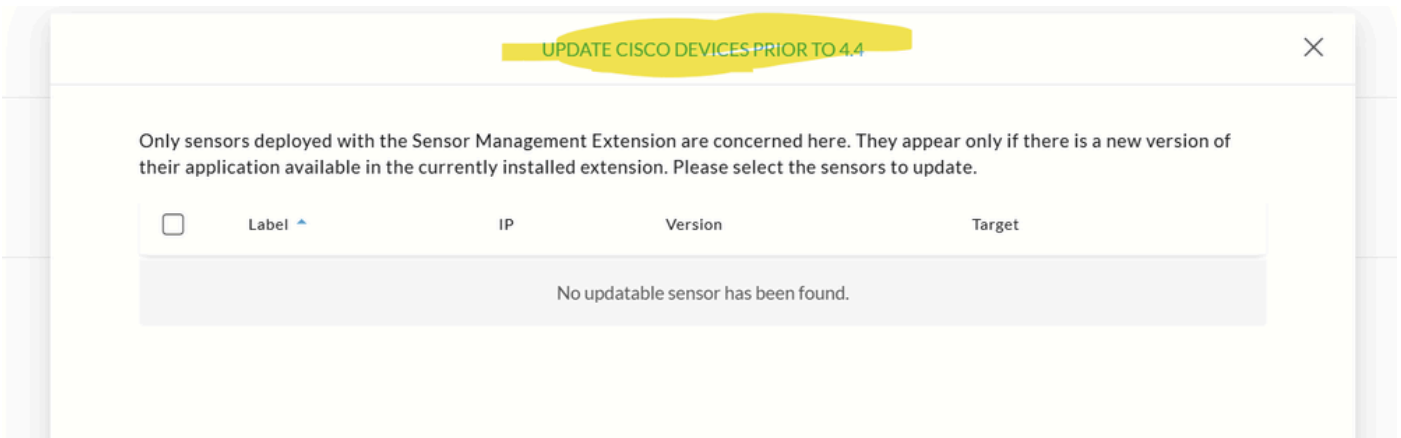 UPDATE CISCO DEVICES PRIOR TO 4.4
Only sensors deployed with the Sensor Management Extension are concerned here. They appear only if there is a new version of
their application available in the currently installed extension. Please select the sensors to update.
Label IP Version Target
No updatable sensor has been found.